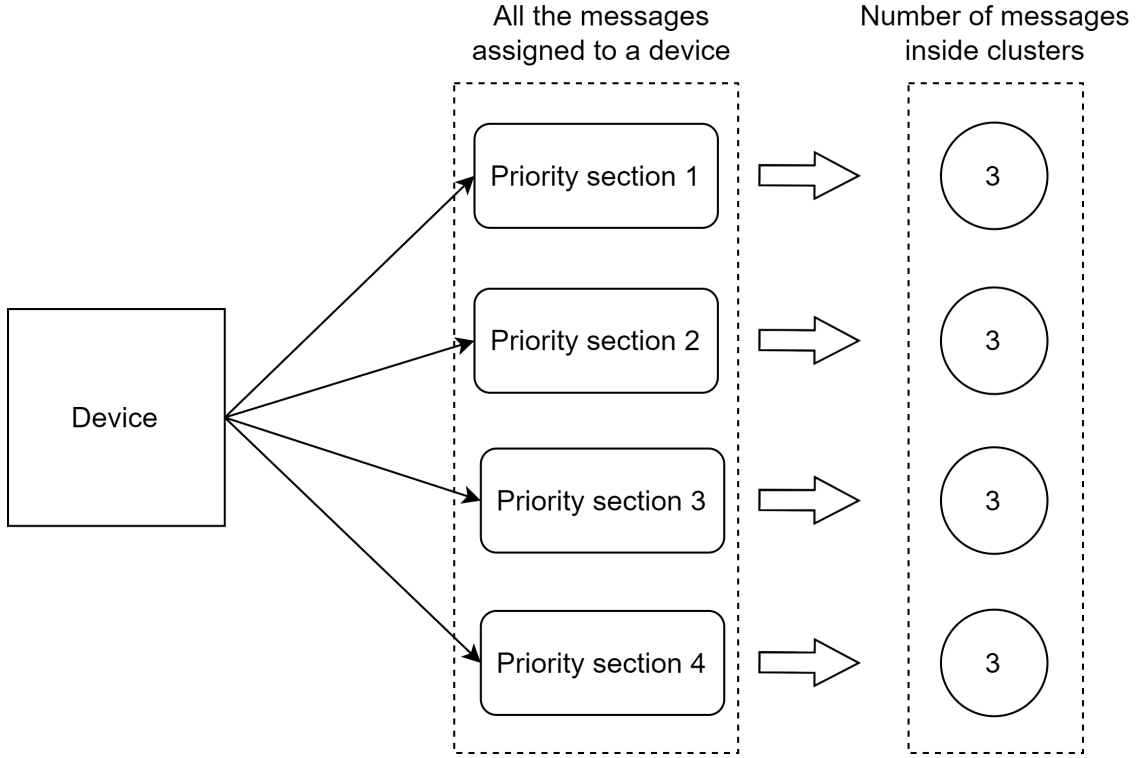 All the messages
assigned to a device
Number of messages
inside clusters
Priority section 1
3
Priority section 2
3
Device
Priority section 3
3
Priority section 4
3